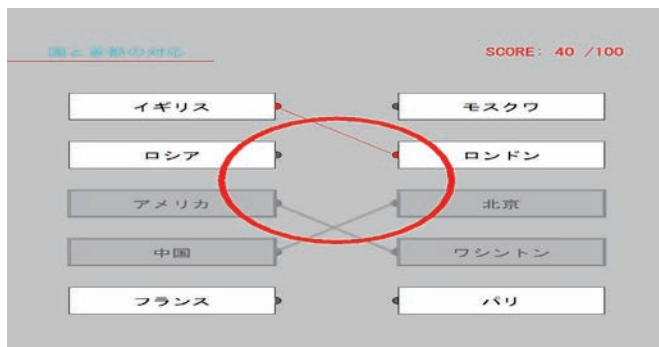 国と首都の対応
SCORE: 40 /100
イギリス
モスクワ
ロシア
ロンドン
アメリカ
北京
中国
ワシントン
フランス
パリ